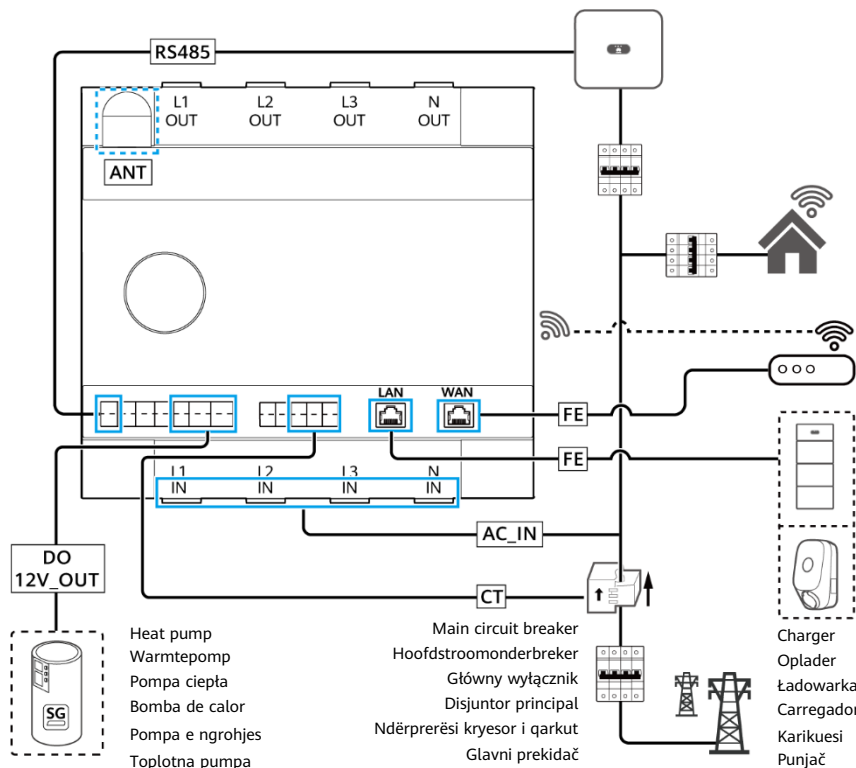 RS485
L1 L2 L3 N
OUT OUT OUT OUT
ANT
LAN WAN
FE
FE
L1 L2 L3 N
IN IN IN IN
AC_IN
DO
12V_OUT
CT
SG
Heat pump
Warmtepomp
Pompa ciepła
Bomba de calor
Pompa e ngrohjes
Toplotna pumpa
Main circuit breaker
Hoofdstroomonderbreker
Główny wyłącznik
Disjuntor principal
Ndërprerësi kryesor i qarkut
Glavni prekidač
Charger
Oplader
Ładowarka
Carregador
Karikuesi
Punjač